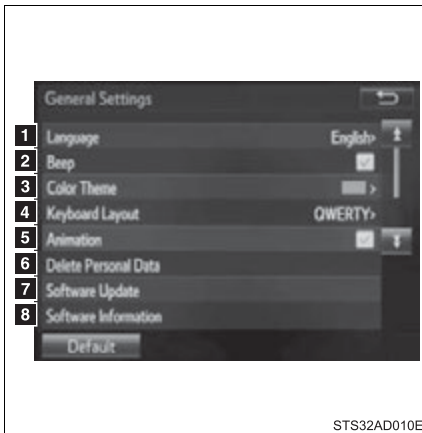 General Settings
1 Language English>
2 Beep
3 Color Theme >
4 Keyboard Layout QWERTY>
5 Animation
6 Delete Personal Data
7 Software Update
8 Software Information
Default
STS32AD010E